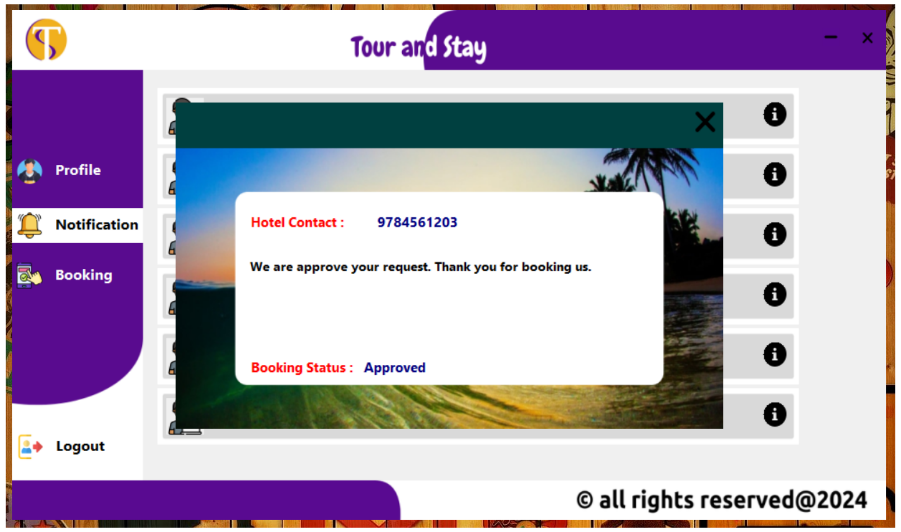 Tour and Stay
Profile
Notification
Booking
Logout
Hotel Contact : 9784561203
We are approve your request. Thank you for booking us.
Booking Status : Approved
© all rights reserved@2024